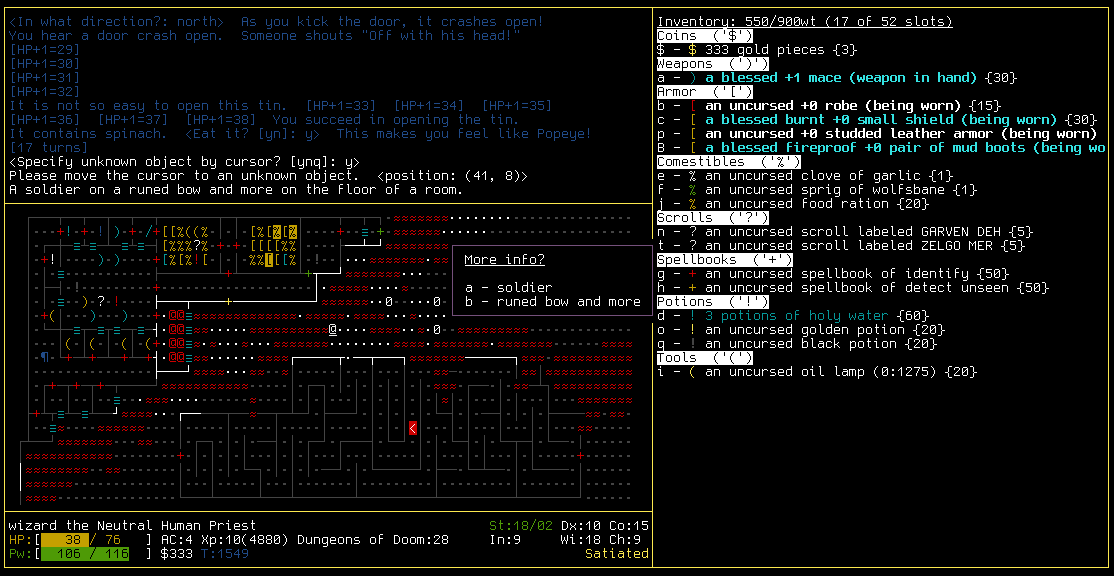 <In what direction?: north>  As you kick the door, it crashes open!
You hear a door crash open.  Someone shouts "Off with his head!"
[HP+1=29]
[HP+1=30]
[HP+1=31]
[HP+1=32]
It is not so easy to open this tin.  [HP+1=33]  [HP+1=34]  [HP+1=35]
[HP+1=36]  [HP+1=37]  [HP+1=38]  You succeed in opening the tin.
It contains spinach.  <Eat it? [yn]: y>  This makes you feel like Popeye!
[17 turns]
<Specify unknown object by cursor? [ynq]: y>
Please move the cursor to an unknown object.  <position: (41, 8)>
A soldier on a runed bow and more on the floor of a room.
More info?
a - soldier
b - runed bow and more
wizard the Neutral Human Priest St:18/02 Dx:10 Co:15
HP:[ 38 / 76 ] AC:4 Xp:10(4880) Dungeons of Doom:28 In:9 Wi:18 Ch:9
Pw:[ 106 / 116 ] $333 T:1549 Satiated
Inventory: 550/900wt (17 of 52 slots)
Coins  ('$')
$ - $ 333 gold pieces {3}
Weapons  (')')
a - ) a blessed +1 mace (weapon in hand) {30}
Armor  ('[')
b - [ an uncursed +0 robe (being worn) {15}
c - [ a blessed burnt +0 small shield (being worn) {30}
p - [ an uncursed +0 studded leather armor (being worn)
B - [ a blessed fireproof +0 pair of mud boots (being wo
Comestibles  ('%')
e - % an uncursed clove of garlic {1}
f - % an uncursed sprig of wolfsbane {1}
j - % an uncursed food ration {20}
Scrolls  ('?')
n - ? an uncursed scroll labeled GARVEN DEH {5}
t - ? an uncursed scroll labeled ZELGO MER {5}
Spellbooks  ('+')
g - + an uncursed spellbook of identify {50}
h - + an uncursed spellbook of detect unseen {50}
Potions  ('!')
d - ! 3 potions of holy water {60}
o - ! an uncursed golden potion {20}
q - ! an uncursed black potion {20}
Tools  ('(')
i - ( an uncursed oil lamp (0:1275) {20}